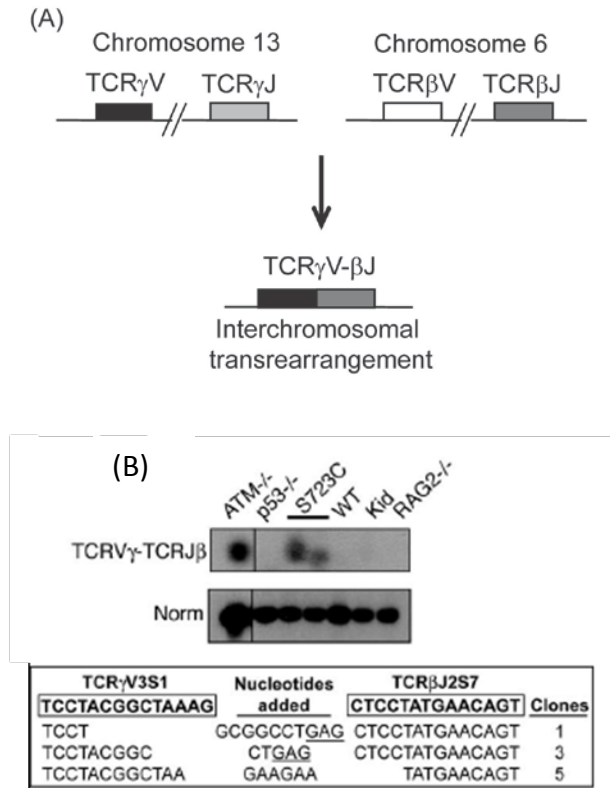 (A)
Chromosome 13 Chromosome 6
TCRγV TCRγJ TCRβV TCRβJ
TCRγV-βJ
Interchromosomal
transrearrangement
(B)
ATM-/- p53-/- S723C WT Kid RAG2-/-
TCRVγ-TCRJβ
Norm
TCRγV3S1 Nucleotides TCRβJ2S7
TCCTACGGCTAAAG added CTCCTATGAACAGT Clones
TCCT GCGGCCTGAG CTCCTATGAACAGT 1
TCCTACGGC CTGAG CTCCTATGAACAGT 3
TCCTACGGCTAA GAAGAA TATGAACAGT 5